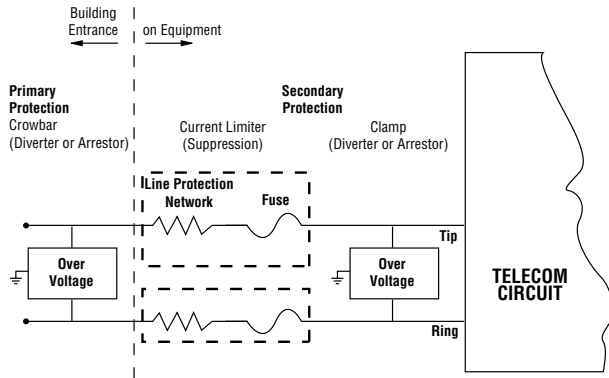 Building
Entrance
on Equipment
Primary
Protection
Crowbar
(Diverter or Arrestor)
Secondary
Protection
Current Limiter
(Suppression)
Clamp
(Diverter or Arrestor)
Line Protection
Network
Fuse
Tip
Over
Voltage
Over
Voltage
TELECOM
CIRCUIT
Ring